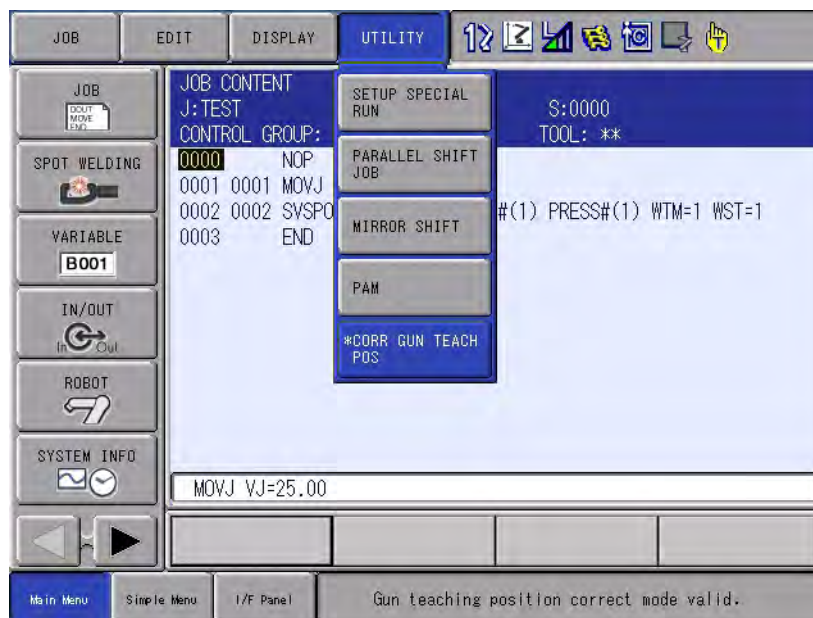 JOB EDIT DISPLAY UTILITY
JOB
DOUT
MOVE
END
SPOT WELDING
VARIABLE
B001
IN/OUT
In Out
ROBOT
SYSTEM INFO
JOB CONTENT
J:TEST S:0000
CONTROL GROUP: TOOL: **
0000 NOP
0001 0001 MOVJ
0002 0002 SVSPO #(1) PRESS#(1) WTM=1 WST=1
0003 END
SETUP SPECIAL
RUN
PARALLEL SHIFT
JOB
MIRROR SHIFT
PAM
*CORR GUN TEACH
POS
MOVJ VJ=25.00
Main Menu Simple Menu I/F Panel Gun teaching position correct mode valid.